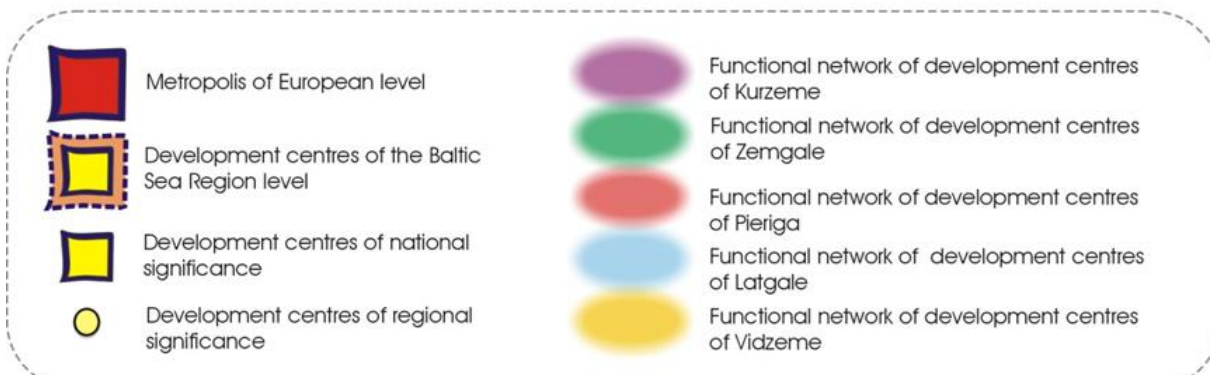 Metropolis of European level
Development centres of the Baltic
Sea Region level
Development centres of national
significance
Development centres of regional
significance
Functional network of development centres
of Kurzeme
Functional network of development centres
of Zemgale
Functional network of development centres
of Pieriga
Functional network of development centres
of Latgale
Functional network of development centres
of Vidzeme